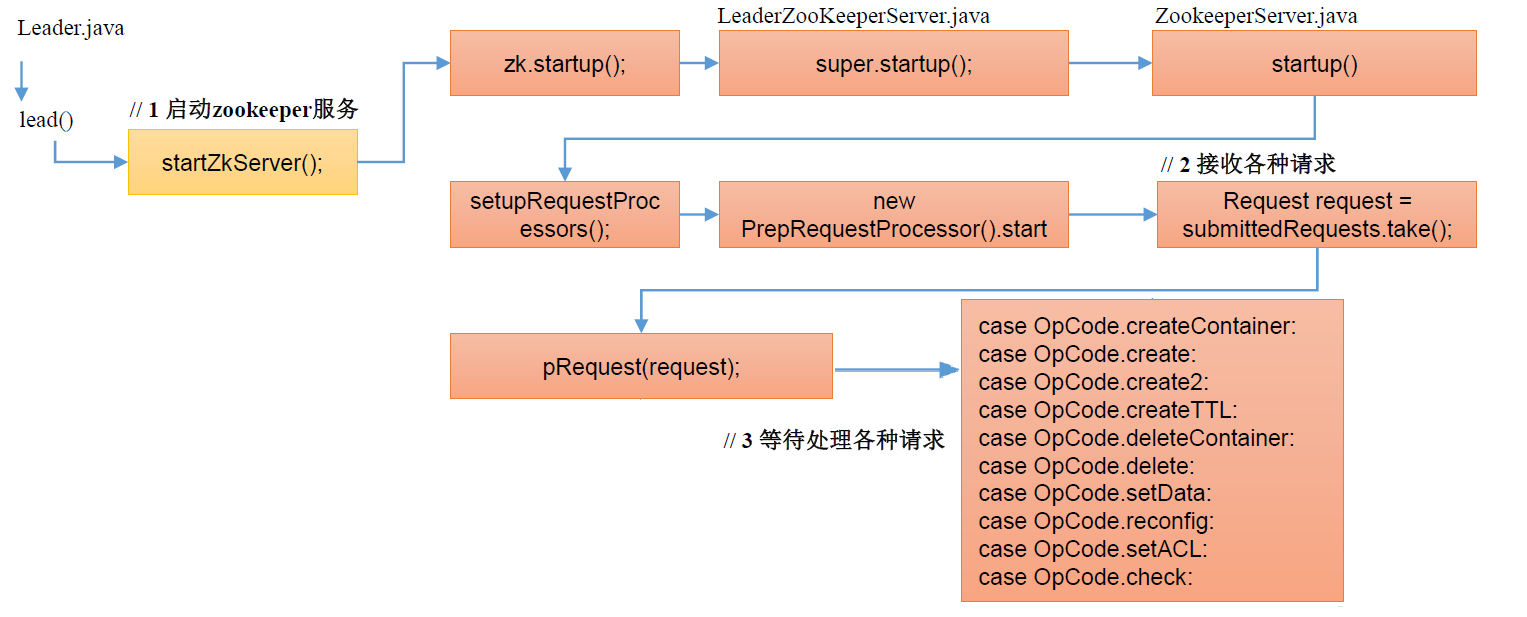 Leader.java
LeaderZooKeeperServer.java
ZookeeperServer.java
zk.startup();
super.startup();
startup()
lead()
// 1 启动zookeeper服务
startZkServer();
// 2 接收各种请求
setupRequestProc
essors();
new
PrepRequestProcessor().start
Request request =
submittedRequests.take();
pRequest(request);
// 3 等待处理各种请求
case OpCode.createContainer:
case OpCode.create:
case OpCode.create2:
case OpCode.createTTL:
case OpCode.deleteContainer:
case OpCode.delete:
case OpCode.setData:
case OpCode.reconfig:
case OpCode.setACL:
case OpCode.check: